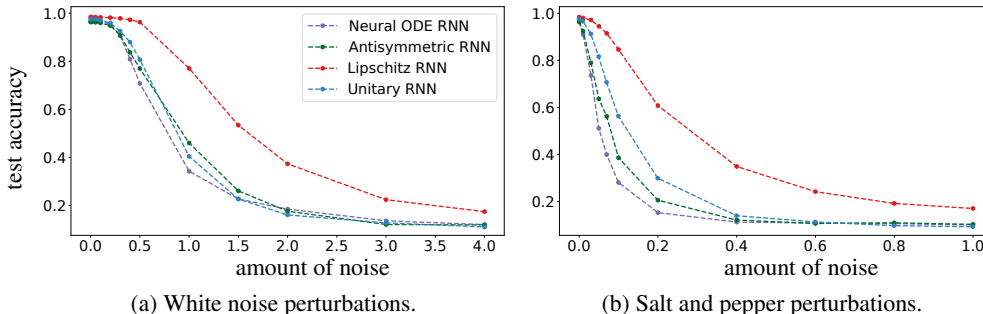 1.0
0.8
0.6
0.4
0.2
test accuracy
Neural ODE RNN
Antisymmetric RNN
Lipschitz RNN
Unitary RNN
0.0 0.5 1.0 1.5 2.0 2.5 3.0 3.5 4.0
amount of noise
(a) White noise perturbations.
1.0
0.8
0.6
0.4
0.2
0.0 0.2 0.4 0.6 0.8 1.0
amount of noise
(b) Salt and pepper perturbations.